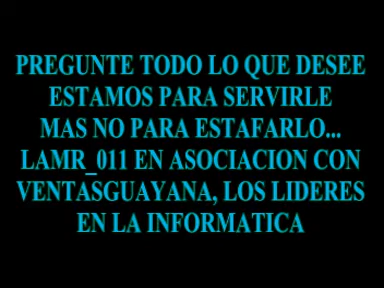 PREGUNTE TODO LO QUE DESEE
ESTAMOS PARA SERVIRLE
MAS NO PARA ESTAFARLO...
LAMR_011 EN ASOCIACION CON
VENTASGUAYANA, LOS LIDERES
EN LA INFORMATICA